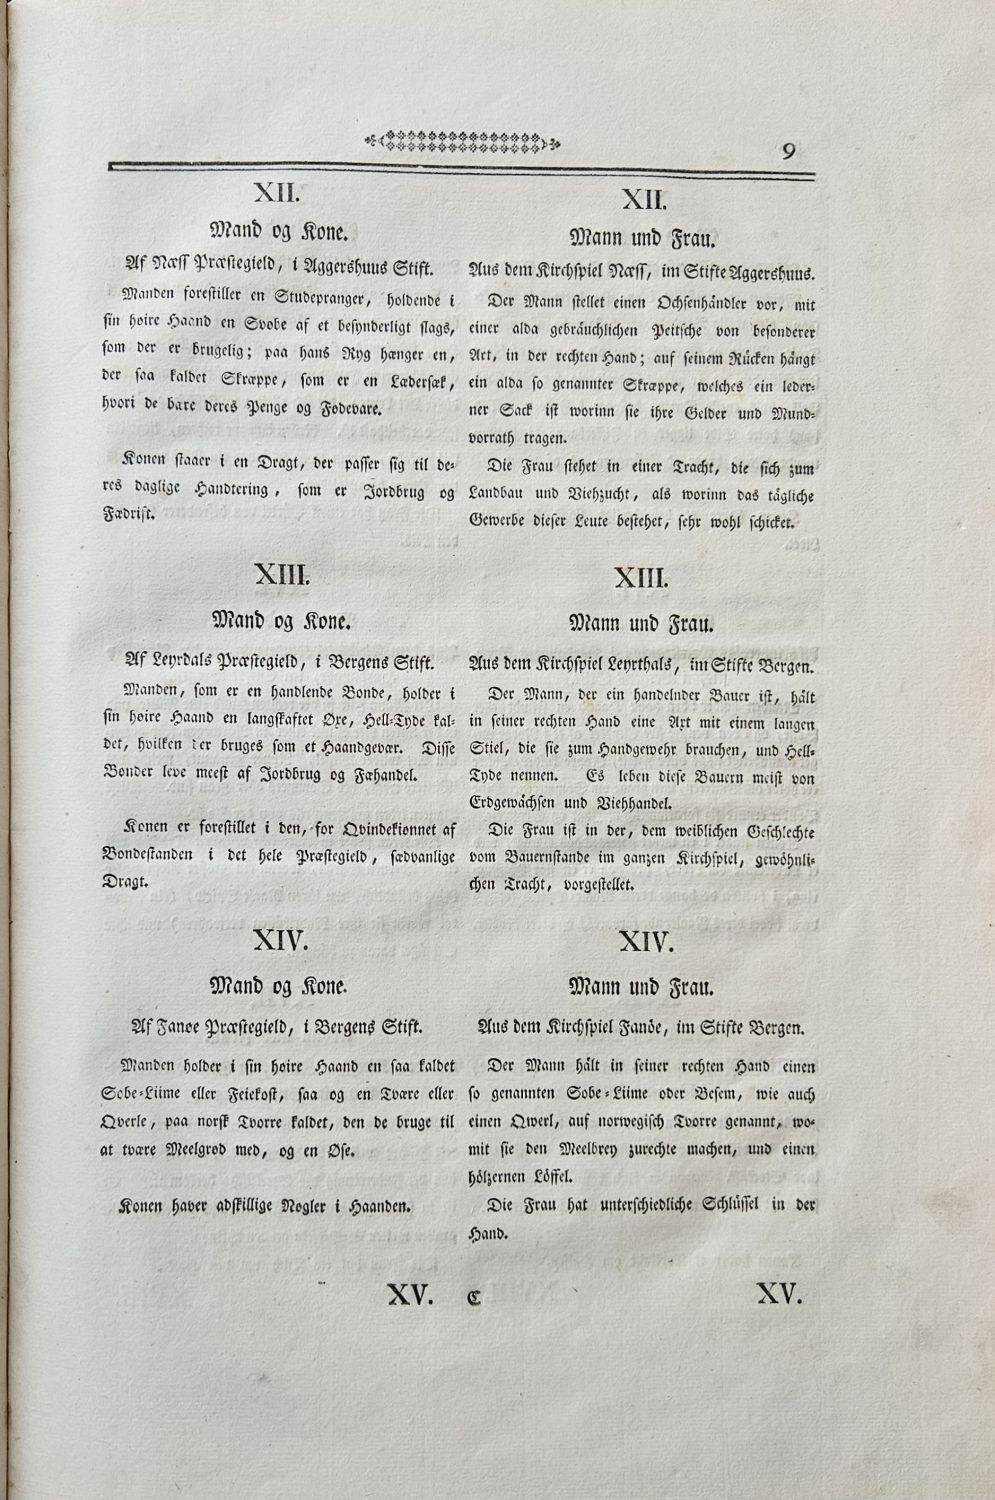 9
XII.
Mand og Kone.
Af Næss Præstegield, i Aggershuus Stift.
Manden forestiller en Studepranger, holdende i
sin høire Haand en Svøbe af et besynderligt slags,
som der er brugelig; paa hans Ryg hænger en,
der saa kaldet Skræppe, som er en Lædersæk,
hvori de bare deres Penge og Fødevare.
Konen staaer i en Dragt, der passer sig til de-
res daglige Handtering, som er Jordbrug og
Fædrift.
XIII.
Mand og Kone.
Af Leyrdals Præstegield, i Bergens Stift.
Manden, som er en handlende Bonde, holder i
sin høire Haand en langskaftet Øxe, Hell-Tyde kal-
det, hvilken der bruges som et Haandgevær. Disse
Bønder leve meest af Jordbrug og Fæhandel.
Konen er forestillet i den, for Qvindekionnet af
Bondestanden i det hele Præstegield, sædvanlige
Dragt.
XIV.
Mand og Kone.
Af Fanøe Præstegield, i Bergens Stift.
Manden holder i sin høire Haand en saa kaldet
Sobe-Liime eller Feiekost, saa og en Tvære eller
Qverle, paa norsk Tvorre kaldet, den de bruge til
at tvære Meelgrød med, og en Øse.
Konen haver adskillige Nøgler i Haanden.
XV. C
XII.
Mann und Frau.
Aus dem Kirchspiel Næss, im Stifte Aggershuus.
Der Mann stellet einen Ochsenhändler vor, mit
einer alda gebräuchlichen Peitsche von besonderer
Art, in der rechten Hand; auf seinem Rücken hängt
ein alda so genannter Skræppe, welches ein leder-
ner Sack ist worinn sie ihre Gelder und Mund-
vorrath tragen.
Die Frau stehet in einer Tracht, die sich zum
Landbau und Viehzucht, als worinn das tägliche
Gewerbe dieser Leute bestehet, sehr wohl schicket.
XIII.
Mann und Frau.
Aus dem Kirchspiel Leyrthals, im Stifte Bergen.
Der Mann, der ein handelnder Bauer ist, hält
in seiner rechten Hand eine Axt mit einem langen
Stiel, die sie zum Handgewehr brauchen, und Hell-
Tyde nennen. Es leben diese Bauern meist von
Erdgewächsen und Viehhandel.
Die Frau ist in der, dem weiblichen Geschlechte
vom Bauernstande im ganzen Kirchspiel, gewöhnli-
chen Tracht, vorgestellet.
XIV.
Mann und Frau.
Aus dem Kirchspiel Fanöe, im Stifte Bergen.
Der Mann hält in seiner rechten Hand einen
so genannten Sobe-Liime oder Besem, wie auch
einen Qwerl, auf norwegisch Tvorre genannt, wo-
mit sie den Meelbrey zurechte machen, und einen
hölzernen Löffel.
Die Frau hat unterschiedliche Schlüssel in der
Hand.
XV.